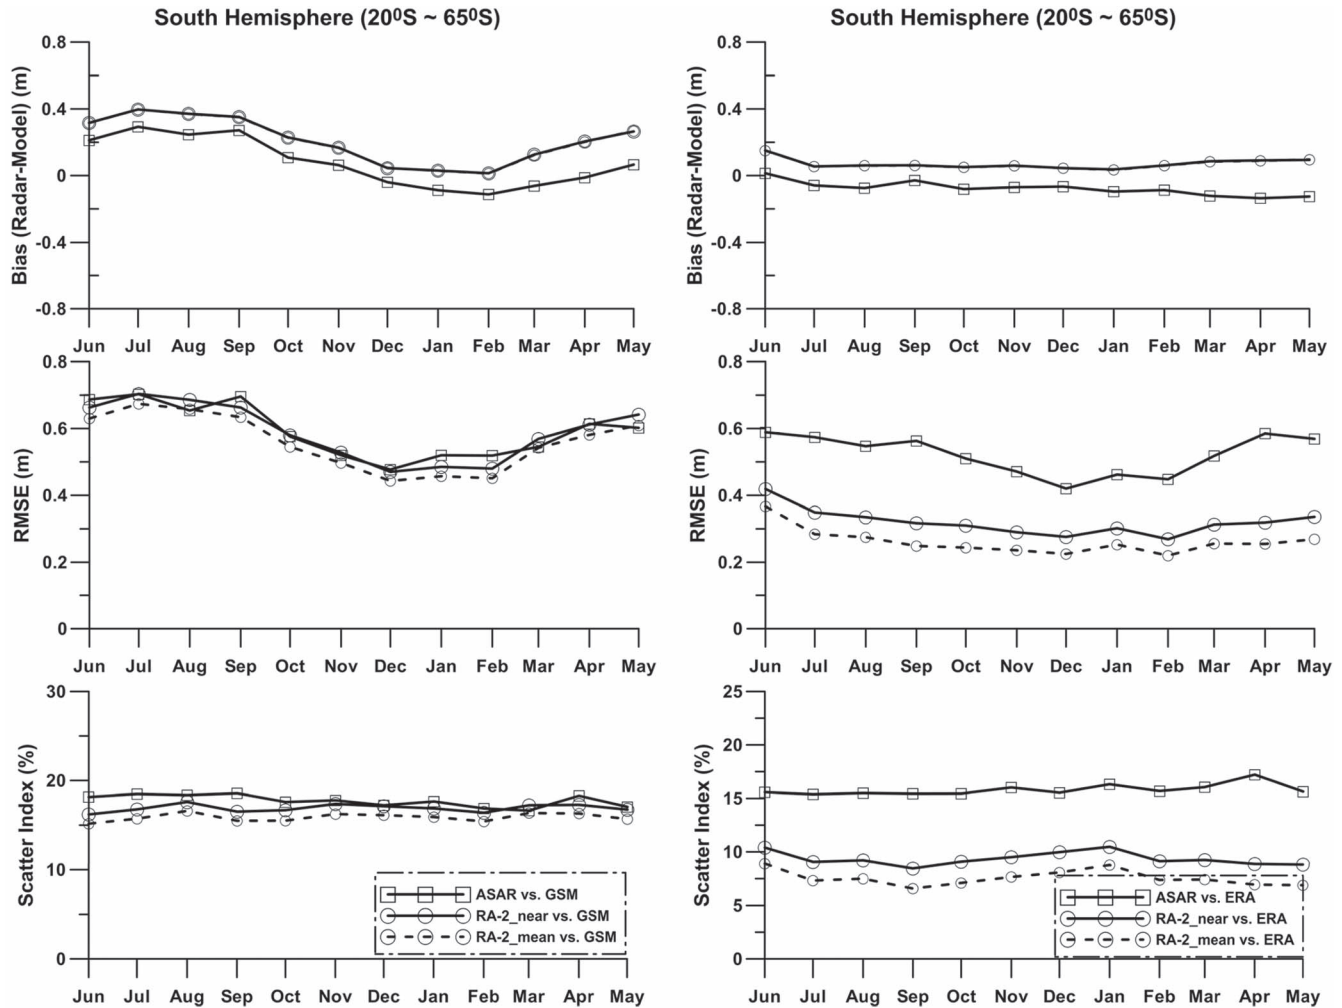 South Hemisphere (20⁰S ~ 65⁰S)
0.8
0.4
0
-0.4
-0.8
Bias (Radar-Model) (m)
Jun Jul Aug Sep Oct Nov Dec Jan Feb Mar Apr May
South Hemisphere (20⁰S ~ 65⁰S)
0.8
0.4
0
-0.4
-0.8
Bias (Radar-Model) (m)
Jun Jul Aug Sep Oct Nov Dec Jan Feb Mar Apr May
0.8
0.6
0.4
0.2
0
RMSE (m)
Jun Jul Aug Sep Oct Nov Dec Jan Feb Mar Apr May
0.8
0.6
0.4
0.2
0
RMSE (m)
Jun Jul Aug Sep Oct Nov Dec Jan Feb Mar Apr May
30
20
10
0
Scatter Index (%)
ASAR vs. GSM
RA-2_near vs. GSM
RA-2_mean vs. GSM
Jun Jul Aug Sep Oct Nov Dec Jan Feb Mar Apr May
25
20
15
10
5
0
Scatter Index (%)
ASAR vs. ERA
RA-2_near vs. ERA
RA-2_mean vs. ERA
Jun Jul Aug Sep Oct Nov Dec Jan Feb Mar Apr May